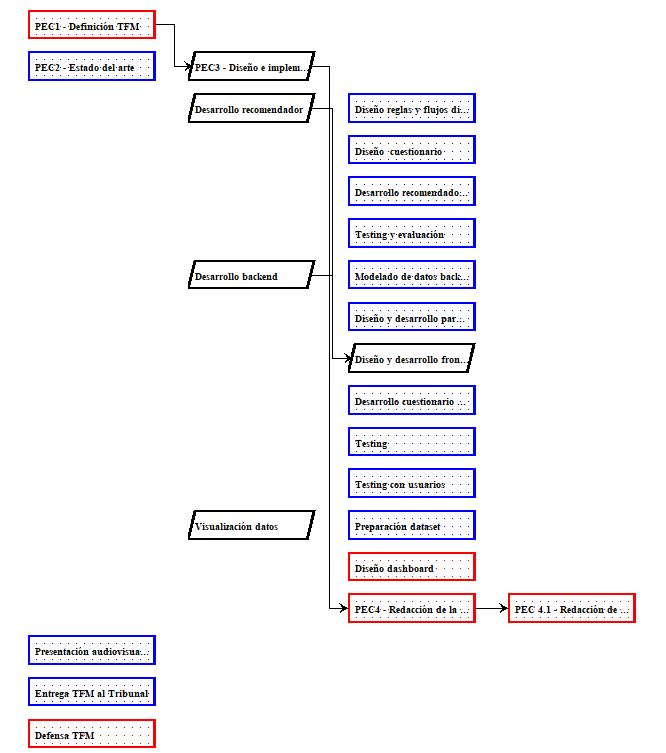 PEC1 - Definición TFM
PEC2 - Estado del arte
PEC3 - Diseño e implem...
Desarrollo recomendador
Diseño reglas y flujos di...
Diseño cuestionario
Desarrollo recomendado...
Testing y evaluación
Desarrollo backend
Modelado de datos back...
Diseño y desarrollo par...
Diseño y desarrollo fron...
Desarrollo cuestionario ...
Testing
Testing con usuarios
Visualización datos
Preparación dataset
Diseño dashboard
PEC4 - Redacción de la ...
PEC 4.1 - Redacción de ...
Presentación audiovisua...
Entrega TFM al Tribunal
Defensa TFM